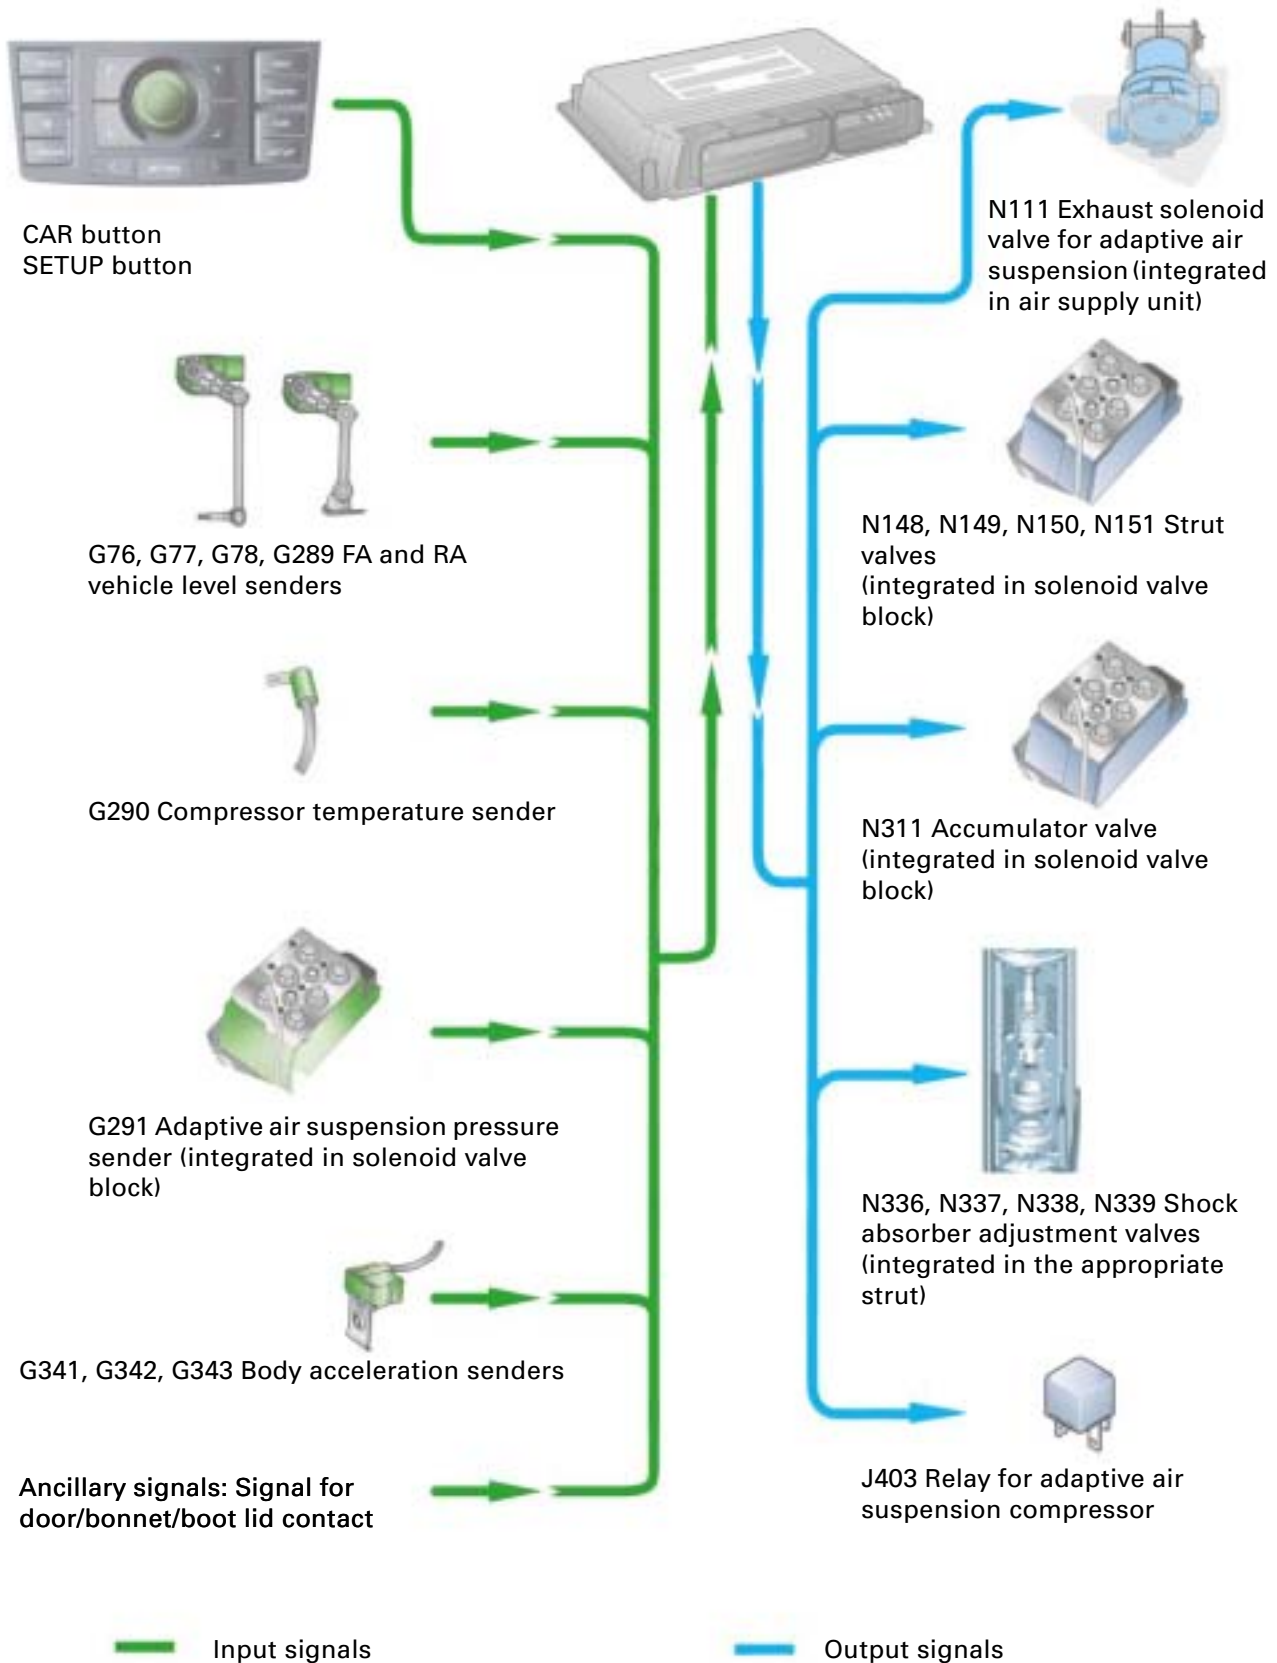 CAR button
SETUP button
N111 Exhaust solenoid
valve for adaptive air
suspension (integrated
in air supply unit)
G76, G77, G78, G289 FA and RA
vehicle level senders
N148, N149, N150, N151 Strut
valves
(integrated in solenoid valve
block)
G290 Compressor temperature sender
N311 Accumulator valve
(integrated in solenoid valve
block)
G291 Adaptive air suspension pressure
sender (integrated in solenoid valve
block)
N336, N337, N338, N339 Shock
absorber adjustment valves
(integrated in the appropriate
strut)
G341, G342, G343 Body acceleration senders
Ancillary signals: Signal for
door/bonnet/boot lid contact
J403 Relay for adaptive air
suspension compressor
Input signals
Output signals